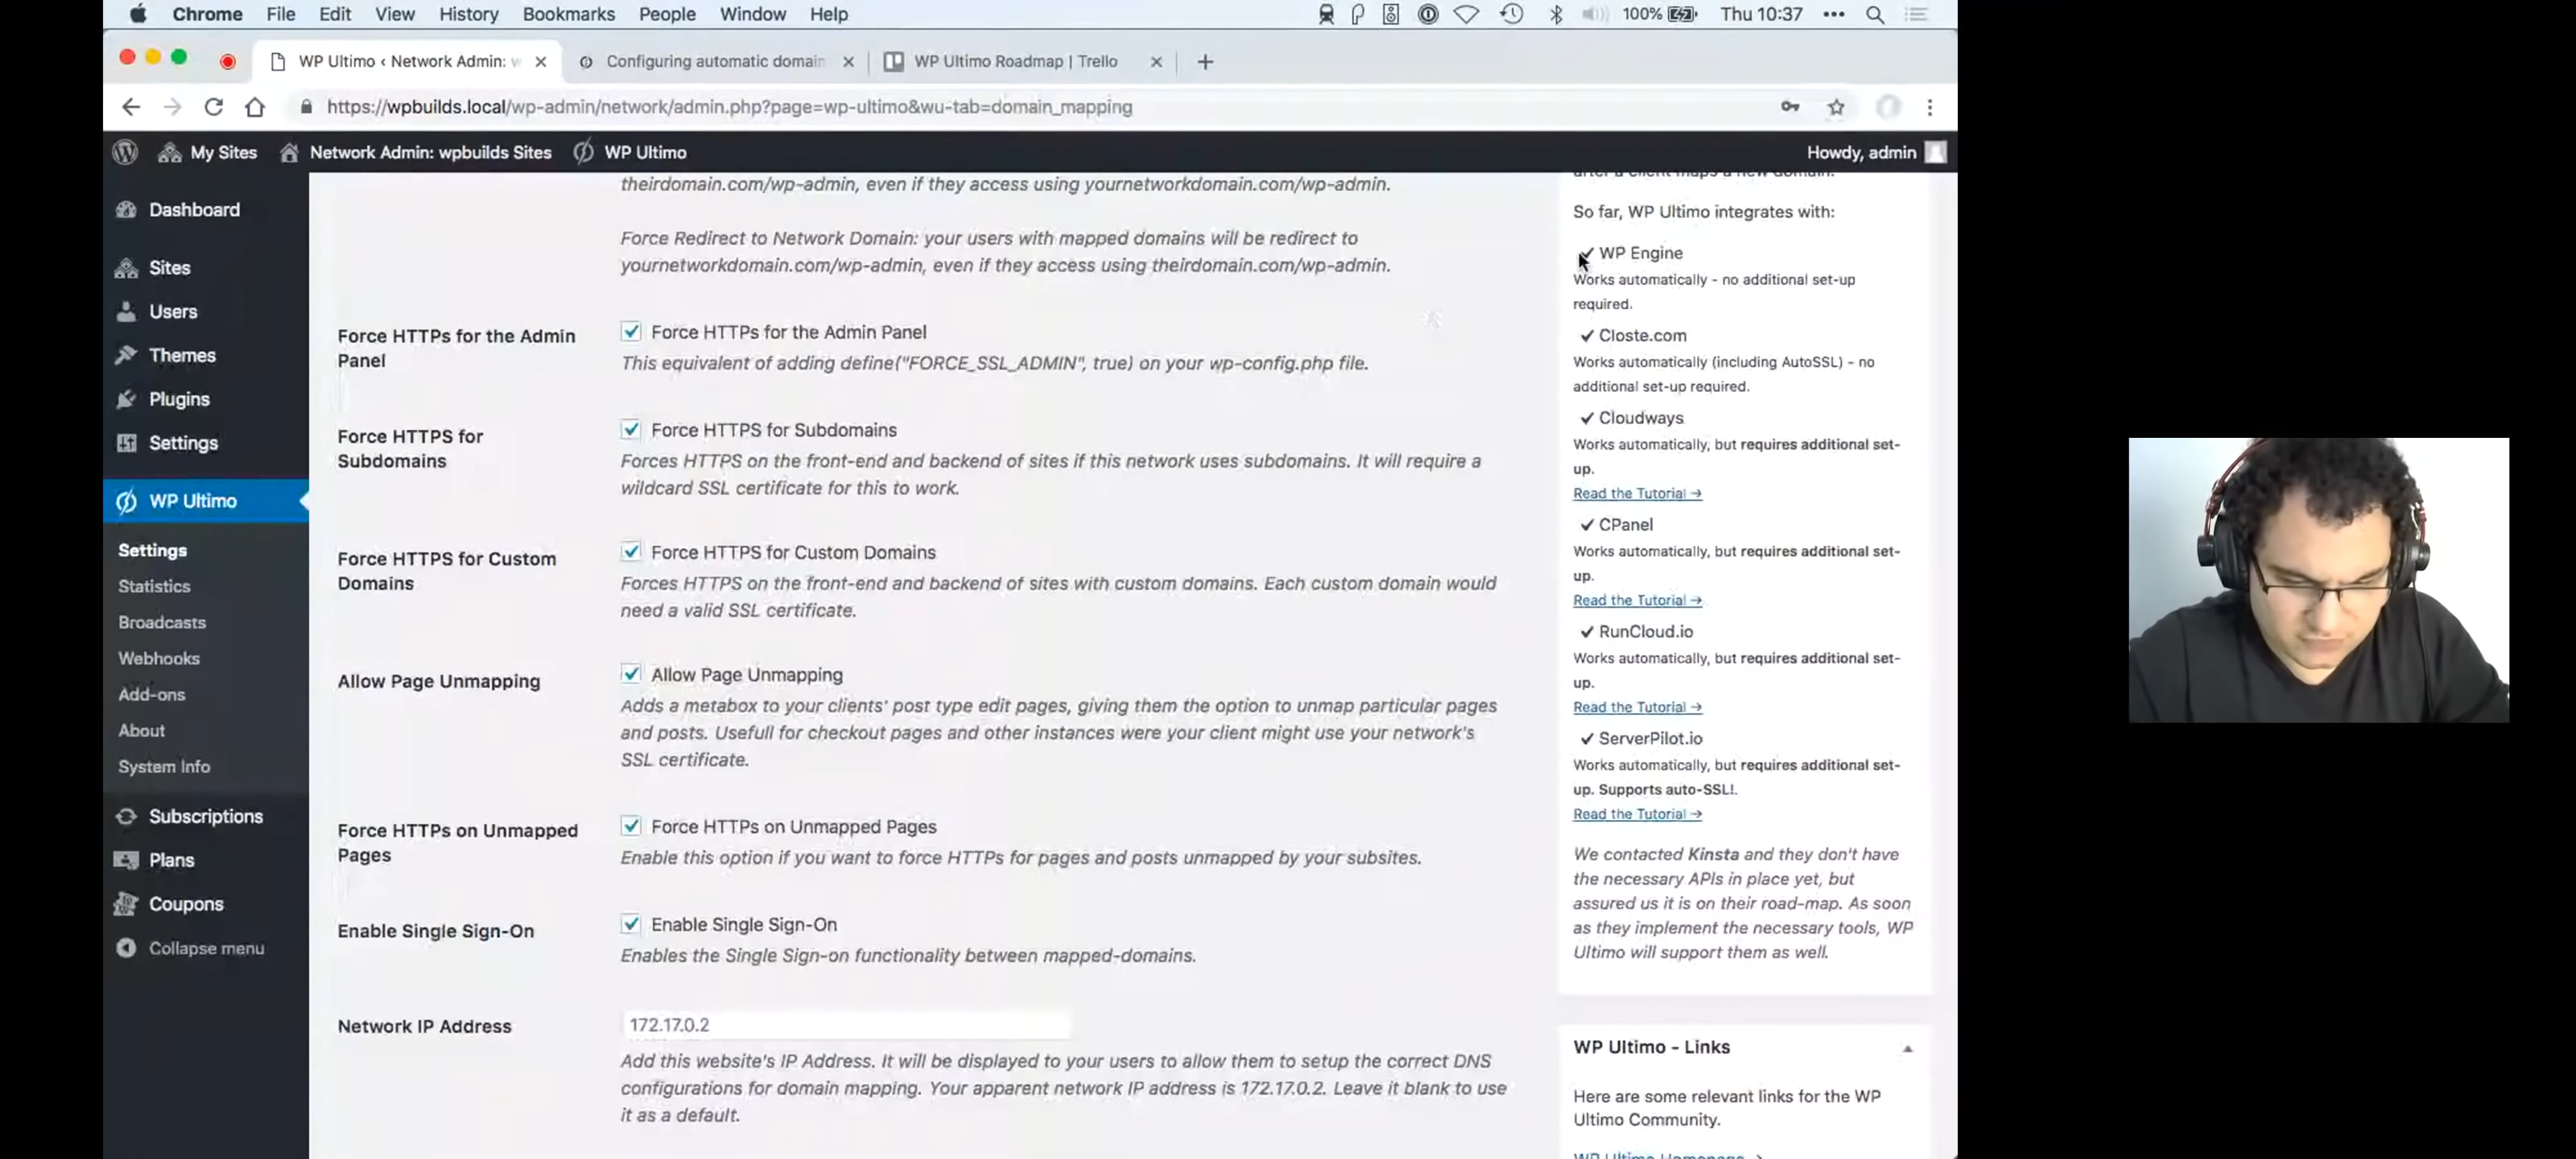 Chrome File Edit View History Bookmarks People Window Help 100% Thu 10:37
WP Ultimo ‹ Network Admin: w
Configuring automatic domain
WP Ultimo Roadmap | Trello
https://wpbuilds.local/wp-admin/network/admin.php?page=wp-ultimo&wu-tab=domain_mapping
My Sites Network Admin: wpbuilds Sites WP Ultimo Howdy, admin
Dashboard
Sites
Users
Themes
Plugins
Settings
WP Ultimo
Settings
Statistics
Broadcasts
Webhooks
Add-ons
About
System Info
Subscriptions
Plans
Coupons
Collapse menu
theirdomain.com/wp-admin, even if they access using yournetworkdomain.com/wp-admin.
Force Redirect to Network Domain: your users with mapped domains will be redirect to
yournetworkdomain.com/wp-admin, even if they access using theirdomain.com/wp-admin.
Force HTTPs for the Admin
Panel
Force HTTPs for the Admin Panel
This equivalent of adding define("FORCE_SSL_ADMIN", true) on your wp-config.php file.
Force HTTPS for
Subdomains
Force HTTPS for Subdomains
Forces HTTPS on the front-end and backend of sites if this network uses subdomains. It will require a
wildcard SSL certificate for this to work.
Force HTTPS for Custom
Domains
Force HTTPS for Custom Domains
Forces HTTPS on the front-end and backend of sites with custom domains. Each custom domain would
need a valid SSL certificate.
Allow Page Unmapping
Allow Page Unmapping
Adds a metabox to your clients' post type edit pages, giving them the option to unmap particular pages
and posts. Usefull for checkout pages and other instances were your client might use your network's
SSL certificate.
Force HTTPs on Unmapped
Pages
Force HTTPs on Unmapped Pages
Enable this option if you want to force HTTPs for pages and posts unmapped by your subsites.
Enable Single Sign-On
Enable Single Sign-On
Enables the Single Sign-on functionality between mapped-domains.
Network IP Address
172.17.0.2
Add this website's IP Address. It will be displayed to your users to allow them to setup the correct DNS
configurations for domain mapping. Your apparent network IP address is 172.17.0.2. Leave it blank to use
it as a default.
after a client maps a new domain.
So far, WP Ultimo integrates with:
WP Engine
Works automatically - no additional set-up
required.
Closte.com
Works automatically (including AutoSSL) - no
additional set-up required.
Cloudways
Works automatically, but requires additional set-
up.
Read the Tutorial →
CPanel
Works automatically, but requires additional set-
up.
Read the Tutorial →
RunCloud.io
Works automatically, but requires additional set-
up.
Read the Tutorial →
ServerPilot.io
Works automatically, but requires additional set-
up. Supports auto-SSL!.
Read the Tutorial →
We contacted Kinsta and they don't have
the necessary APIs in place yet, but
assured us it is on their road-map. As soon
as they implement the necessary tools, WP
Ultimo will support them as well.
WP Ultimo - Links
Here are some relevant links for the WP
Ultimo Community.
WP Ultimo Homepage →